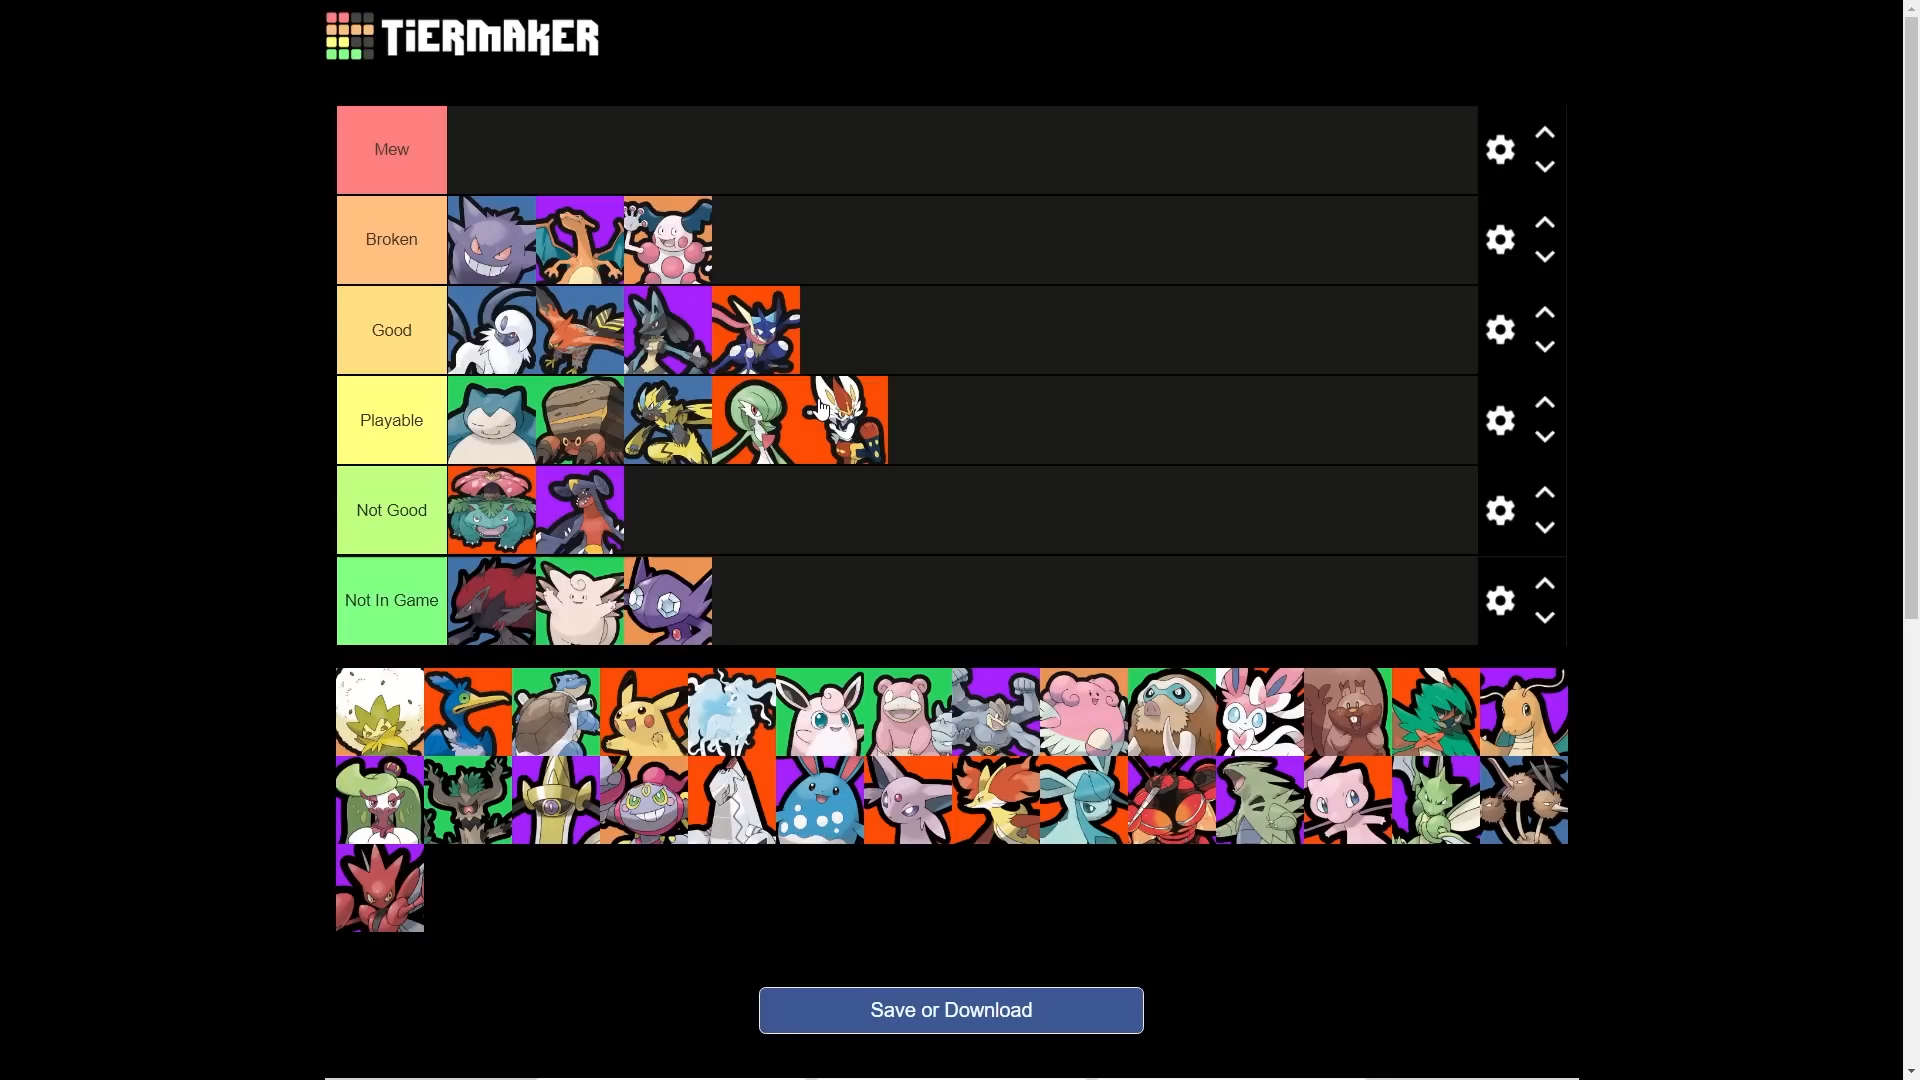 TiERMAKER
Mew
Broken
Good
Playable
Not Good
Not In Game
Save or Download